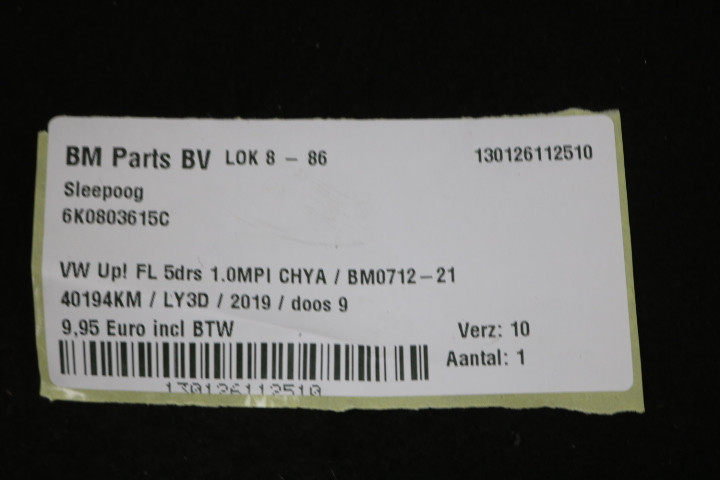 BM Parts BV LOK 8 - 86 130126112510
Sleepoog
6K0803615C
VW Up! FL 5drs 1.0MPI CHYA / BM0712-21
40194KM / LY3D / 2019 / doos 9
9,95 Euro incl BTW Verz: 10
Aantal: 1
130126112510